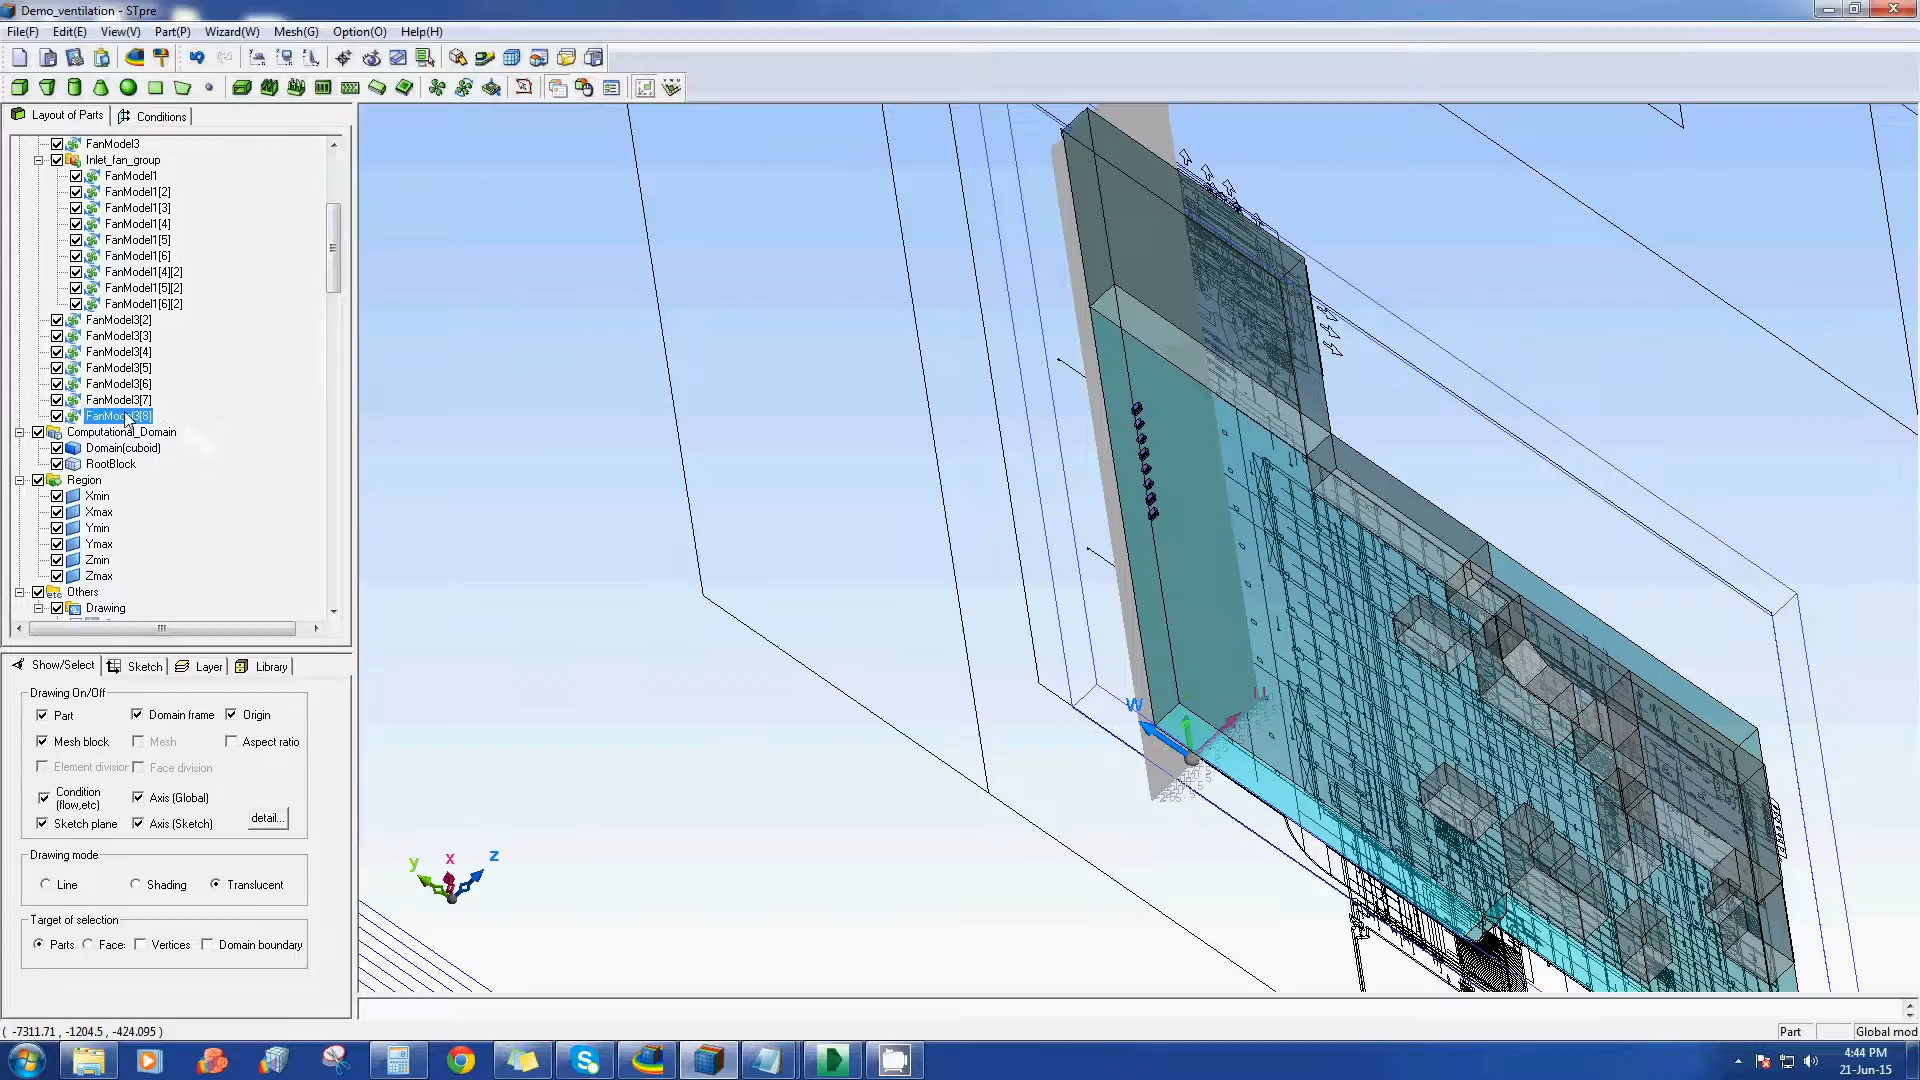 Demo_ventilation - STpre
File(F) Edit(E) View(V) Part(P) Wizard(W) Mesh(G) Option(O) Help(H)
Layout of Parts Conditions
FanModel3
Inlet_fan_group
FanModel1
FanModel1[2]
FanModel1[3]
FanModel1[4]
FanModel1[5]
FanModel1[6]
FanModel1[4][2]
FanModel1[5][2]
FanModel1[6][2]
FanModel3[2]
FanModel3[3]
FanModel3[4]
FanModel3[5]
FanModel3[6]
FanModel3[7]
FanModel3[8]
Computational_Domain
Domain(cuboid)
RootBlock
Region
Xmin
Xmax
Ymin
Ymax
Zmin
Zmax
Others
Drawing
Show/Select Sketch Layer Library
Drawing On/Off
Part Domain frame Origin
Mesh block Mesh Aspect ratio
Element division Face division
Condition (flow,etc) Axis (Global)
Sketch plane Axis (Sketch) detail...
Drawing mode
Line Shading Translucent
Target of selection
Parts Face: Vertices Domain boundary
W U
y x z
( -7311.71 , -1204.5 , -424.095 )
Part Global mod
4:44 PM
21-Jun-15